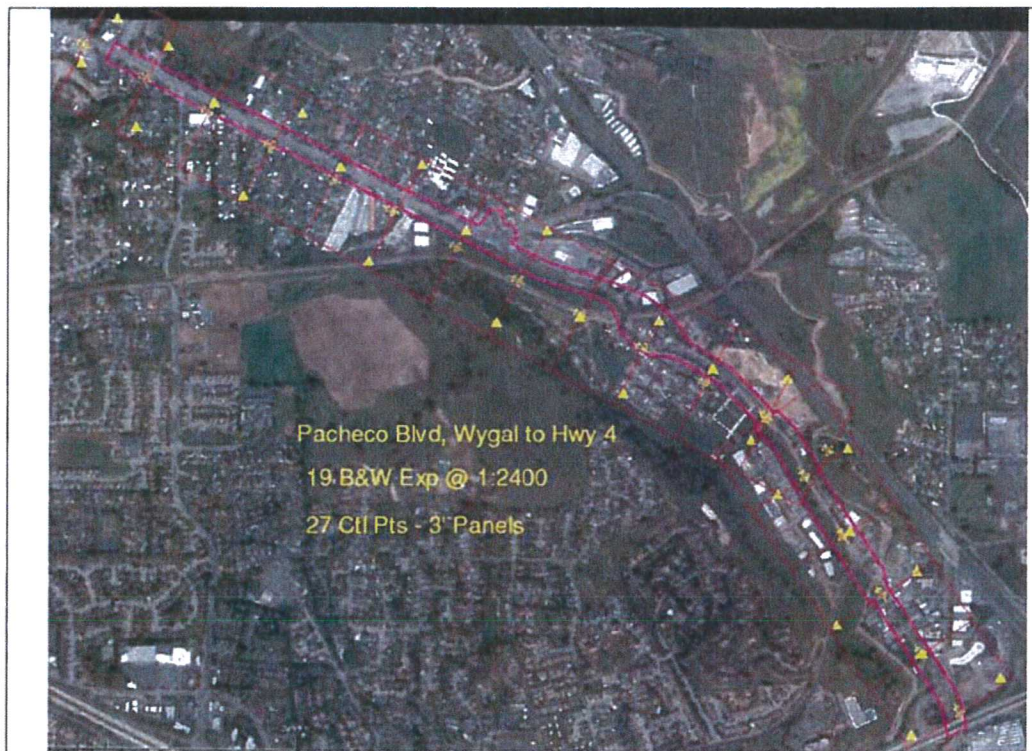 Pacheco Blvd, Wygal to Hwy 4
19 B&W Exp @ 1:2400
27 Ctl Pts - 3' Panels